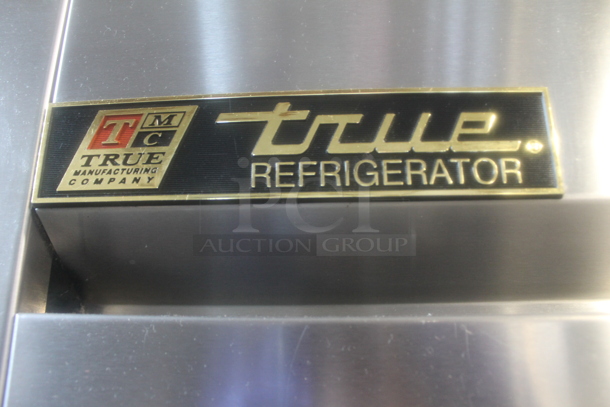 T M
C
TRUE
MANUFACTURING
COMPANY
true.
REFRIGERATOR
PCI
AUCTION GROUP